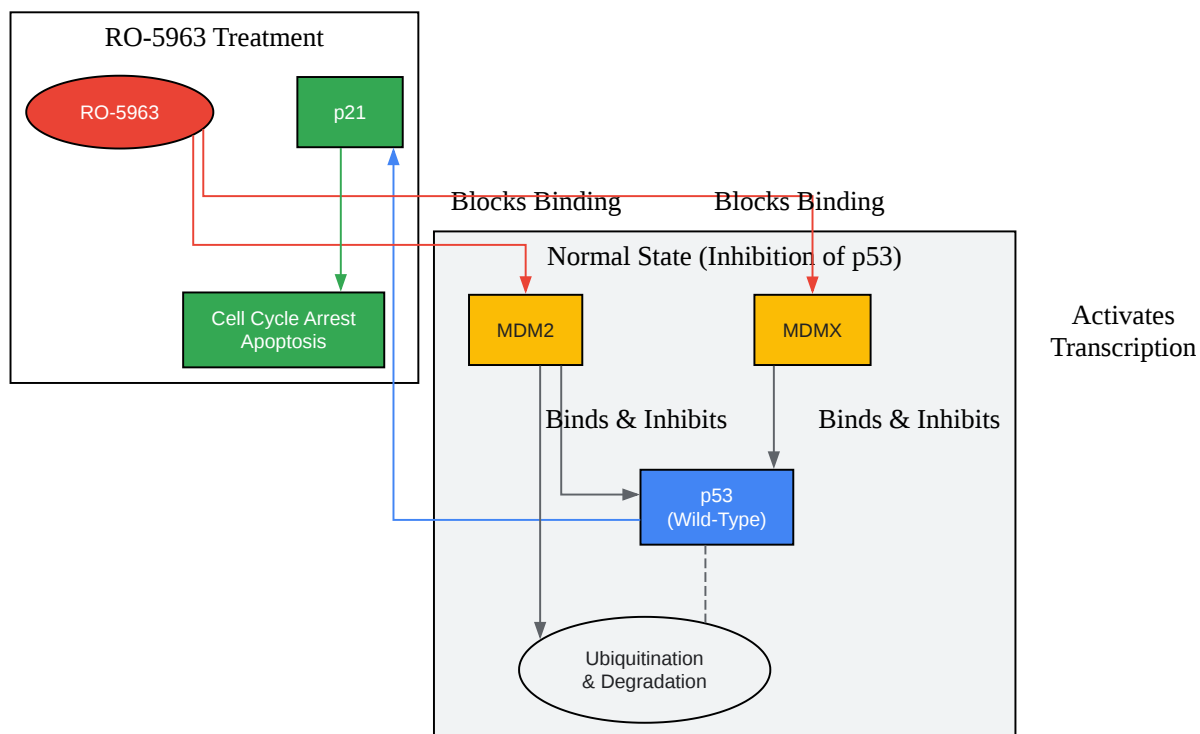 RO-5963 Treatment
RO-5963
p21
Blocks Binding
Blocks Binding
Normal State (Inhibition of p53)
Cell Cycle Arrest
Apoptosis
MDM2
MDMX
Activates
Transcription
Binds & Inhibits
Binds & Inhibits
p53
(Wild-Type)
Ubiquitination
& Degradation